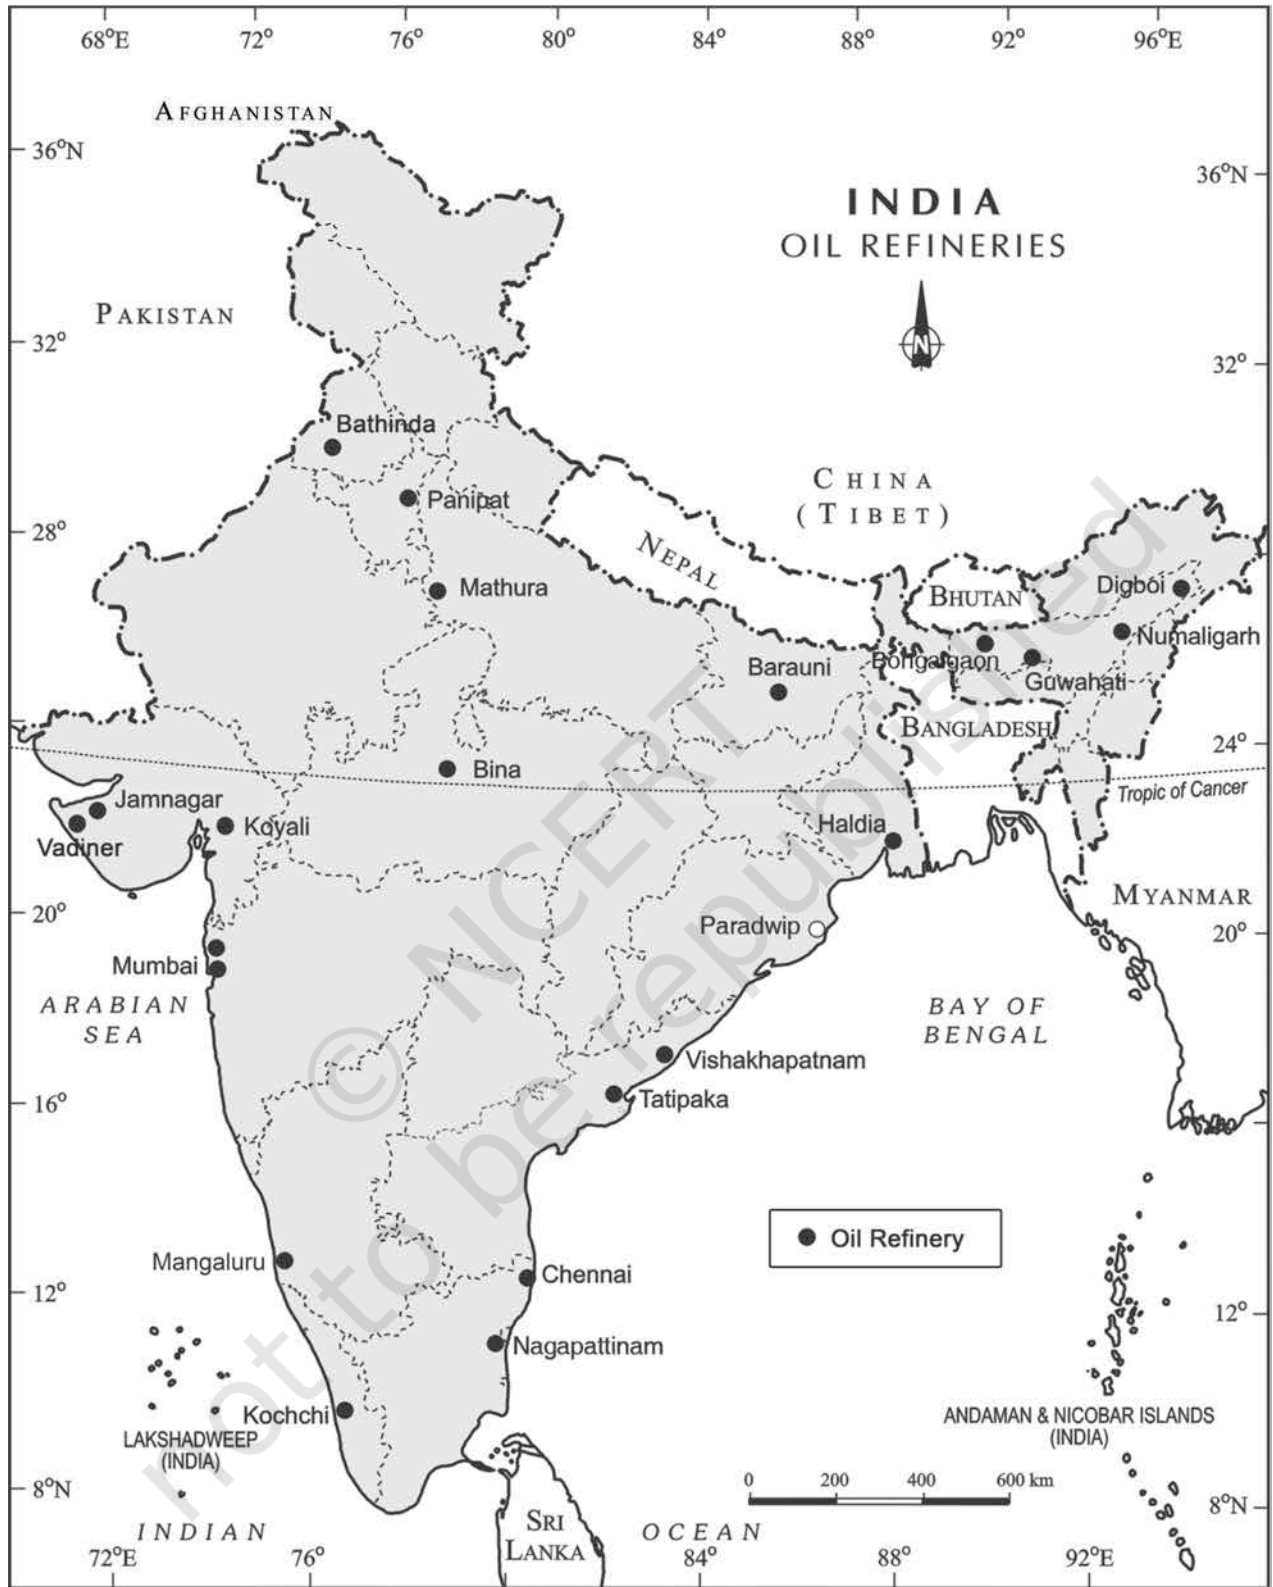 68°E 72° 76° 80° 84° 88° 92° 96°E
AFGHANISTAN
36°N
36°N
INDIA
OIL REFINERIES
PAKISTAN
N
32°
32°
Bathinda
CHINA
(TIBET)
Panipat
28°
28°
NEPAL
Mathura
BHUTAN
Digboi
Numaligarh
Barauni
Bongaigaon
Guwahati
BANGLADESH
24°
Bina
Tropic of Cancer
Jamnagar
Koyali
Vadiner
Haldia
MYANMAR
20°
Paradwip
20°
Mumbai
ARABIAN
SEA
BAY OF
BENGAL
Vishakhapatnam
Tatipaka
16°
© NCERT
not to be republished
Oil Refinery
Mangaluru
Chennai
12°
12°
Nagapattinam
Kochchi
LAKSHADWEEP
(INDIA)
ANDAMAN & NICOBAR ISLANDS
(INDIA)
0 200 400 600 km
8°N
8°N
INDIAN OCEAN
SRI
LANKA
72°E 76° 84° 88° 92°E